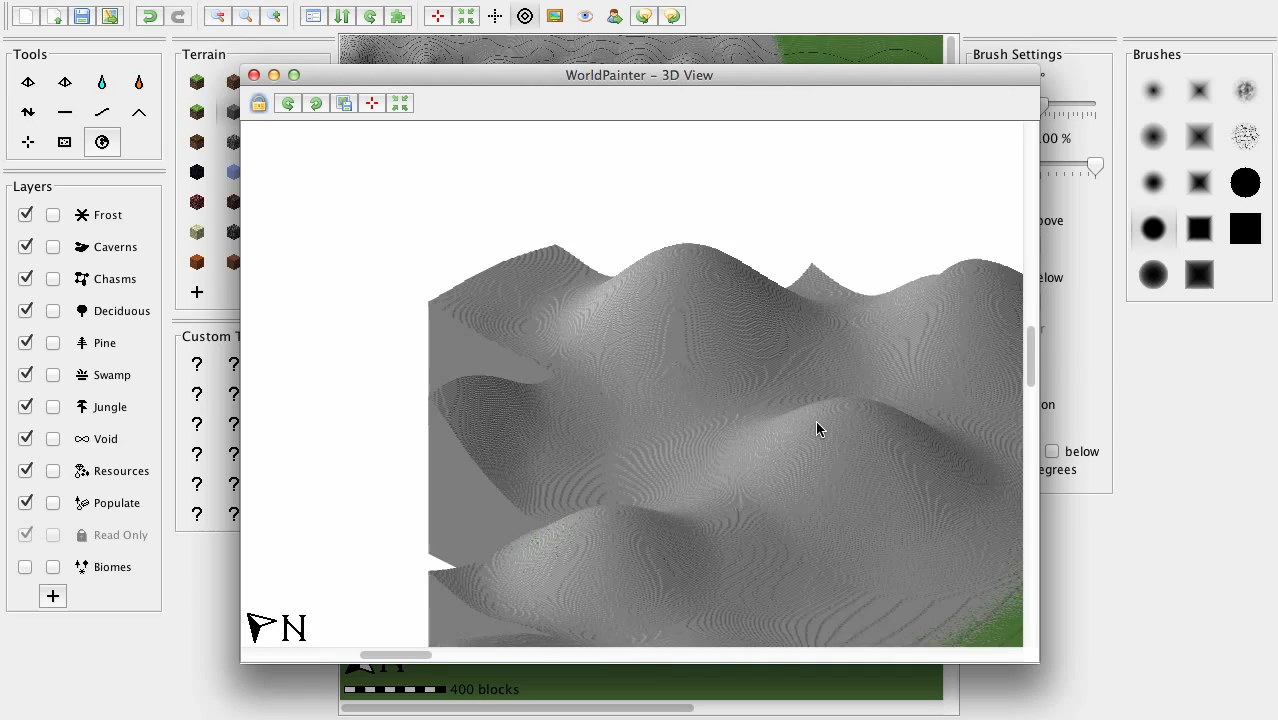 Tools
Terrain
WorldPainter – 3D View
Brush Settings
Brushes
°
00 %
Layers
Frost
Caverns
Chasms
Deciduous
Pine
Swamp
Jungle
Void
Resources
Populate
Read Only
Biomes
Custom T
? ?
? ?
? ?
? ?
? ?
? ?
ove
elow
r
on
below
egrees
N
N
400 blocks